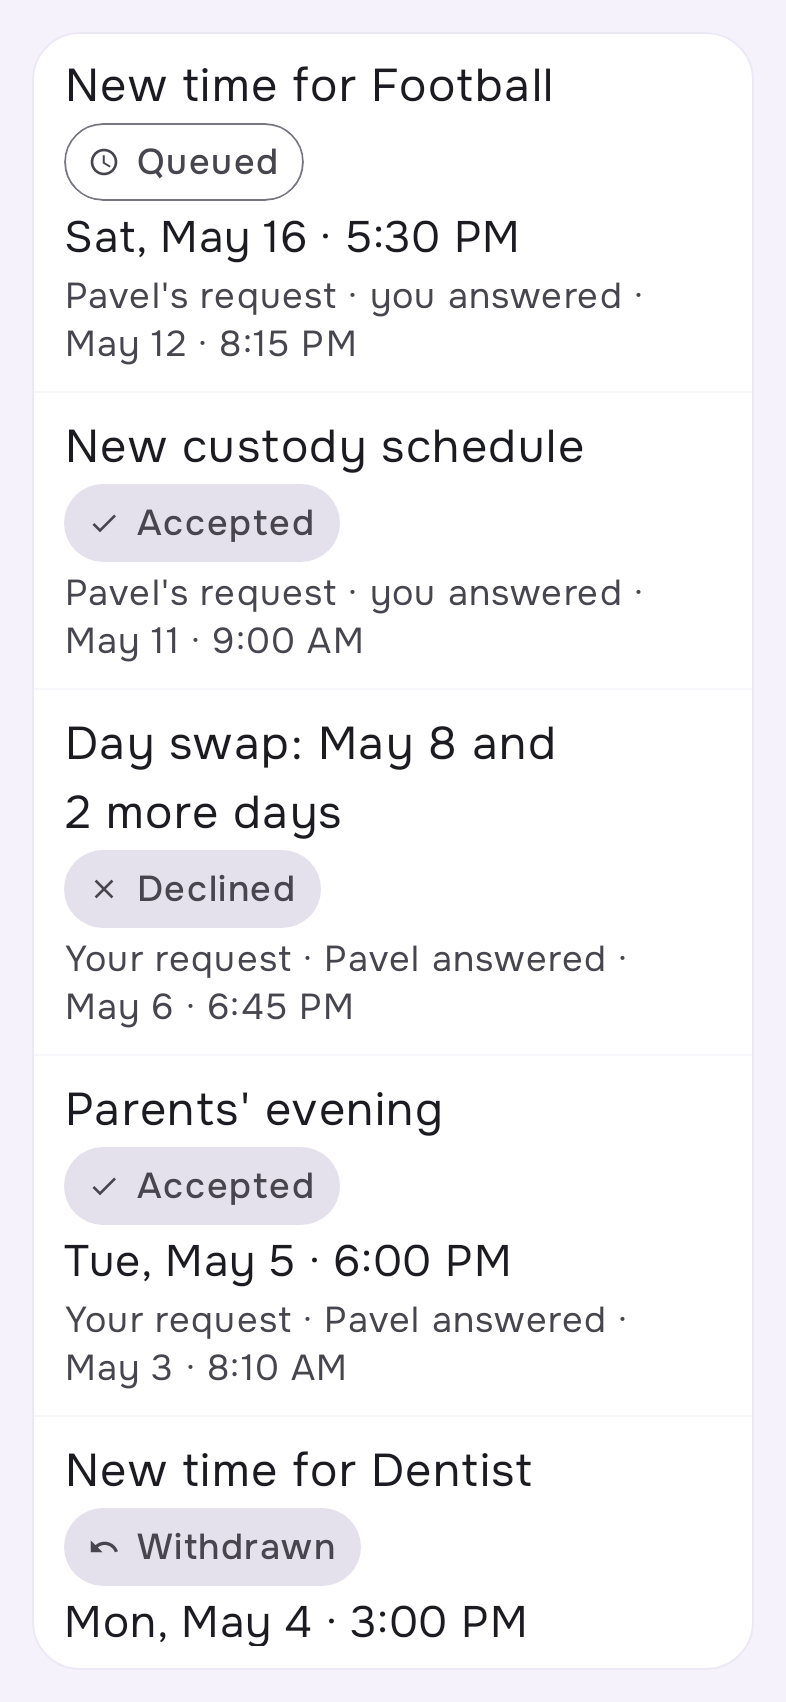 New time for Football
Queued
Sat, May 16 · 5:30 PM
Pavel's request · you answered ·
May 12 · 8:15 PM
New custody schedule
Accepted
Pavel's request · you answered ·
May 11 · 9:00 AM
Day swap: May 8 and
2 more days
Declined
Your request · Pavel answered ·
May 6 · 6:45 PM
Parents' evening
Accepted
Tue, May 5 · 6:00 PM
Your request · Pavel answered ·
May 3 · 8:10 AM
New time for Dentist
Withdrawn
Mon, May 4 · 3:00 PM